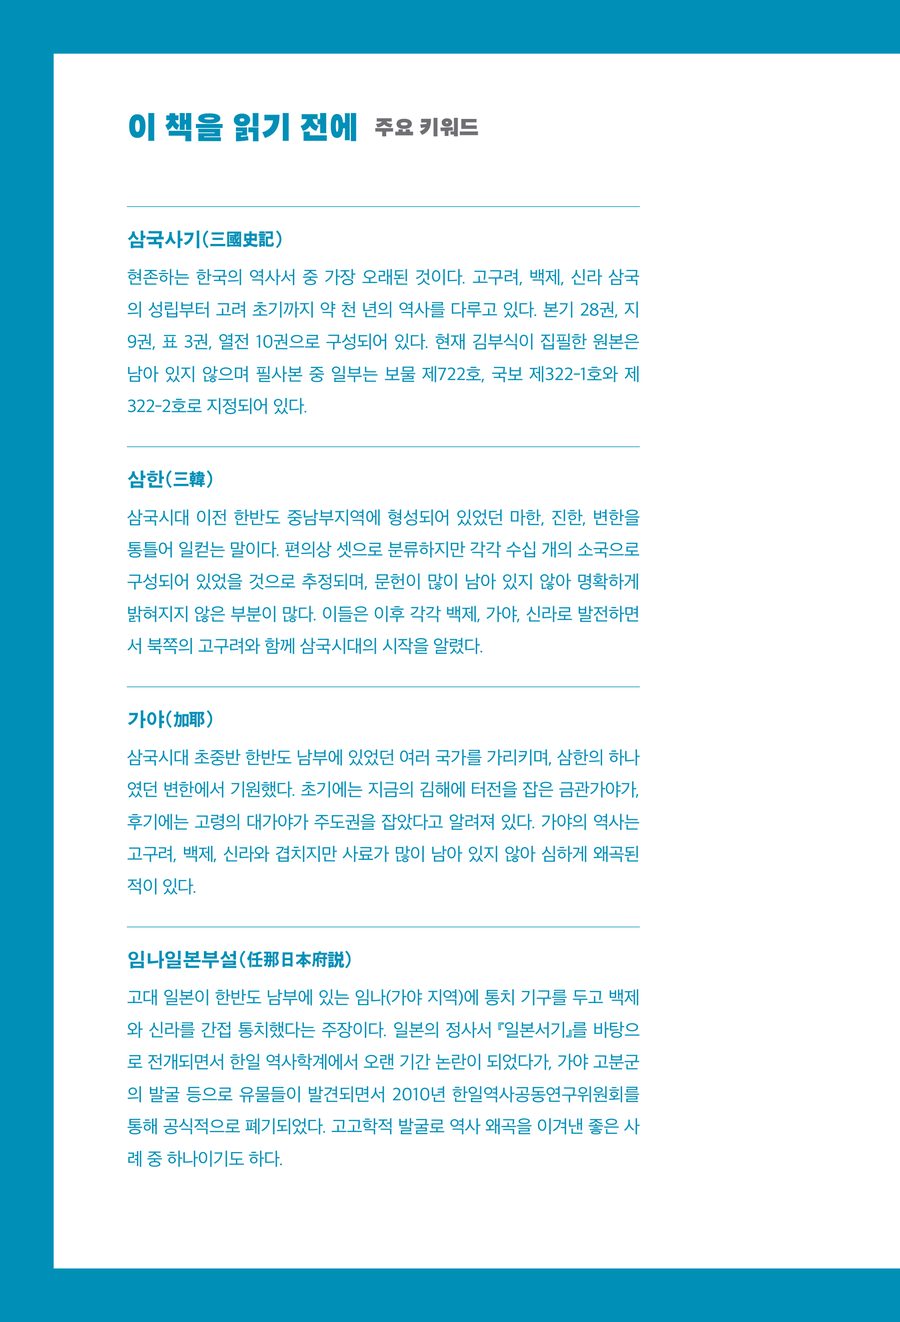 이 책을 읽기 전에 주요 키워드
삼국사기(三國史記)
현존하는 한국의 역사서 중 가장 오래된 것이다. 고구려, 백제, 신라 삼국
의 성립부터 고려 초기까지 약 천 년의 역사를 다루고 있다. 본기 28권, 지
9권, 표 3권, 열전 10권으로 구성되어 있다. 현재 김부식이 집필한 원본은
남아 있지 않으며 필사본 중 일부는 보물 제722호, 국보 제322-1호와 제
322-2호로 지정되어 있다.
삼한(三韓)
삼국시대 이전 한반도 중남부지역에 형성되어 있었던 마한, 진한, 변한을
통틀어 일컫는 말이다. 편의상 셋으로 분류하지만 각각 수십 개의 소국으로
구성되어 있었을 것으로 추정되며, 문헌이 많이 남아 있지 않아 명확하게
밝혀지지 않은 부분이 많다. 이들은 이후 각각 백제, 가야, 신라로 발전하면
서 북쪽의 고구려와 함께 삼국시대의 시작을 알렸다.
가야(加耶)
삼국시대 초중반 한반도 남부에 있었던 여러 국가를 가리키며, 삼한의 하나
였던 변한에서 기원했다. 초기에는 지금의 김해에 터전을 잡은 금관가야가,
후기에는 고령의 대가야가 주도권을 잡았다고 알려져 있다. 가야의 역사는
고구려, 백제, 신라와 겹치지만 사료가 많이 남아 있지 않아 심하게 왜곡된
적이 있다.
임나일본부설(任那日本府説)
고대 일본이 한반도 남부에 있는 임나(가야 지역)에 통치 기구를 두고 백제
와 신라를 간접 통치했다는 주장이다. 일본의 정사서 『일본서기』를 바탕으
로 전개되면서 한일 역사학계에서 오랜 기간 논란이 되었다가, 가야 고분군
의 발굴 등으로 유물들이 발견되면서 2010년 한일역사공동연구위원회를
통해 공식적으로 폐기되었다. 고고학적 발굴로 역사 왜곡을 이겨낸 좋은 사
례 중 하나이기도 하다.